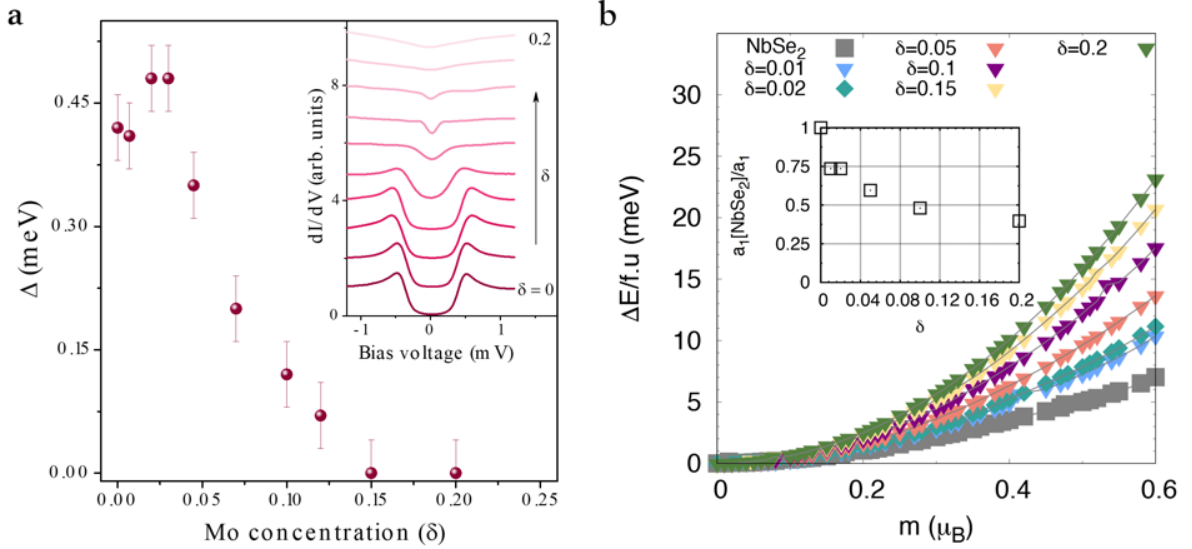 a
Δ (meV)
0.45
0.30
0.15
0.00
0.00 0.05 0.10 0.15 0.20 0.25
Mo concentration (δ)
dI/dV (arb. units)
8
4
0
-1 0 1
Bias voltage (mV)
0.2
δ
δ = 0
b
NbSe2
δ=0.01
δ=0.02
δ=0.05
δ=0.1
δ=0.15
δ=0.2
ΔE/f.u (meV)
30
25
20
15
10
5
0
0 0.2 0.4 0.6
m (μB)
a1[NbSe2]/a1
1
0.75
0.5
0.25
0
0 0.04 0.08 0.12 0.16 0.2
δ